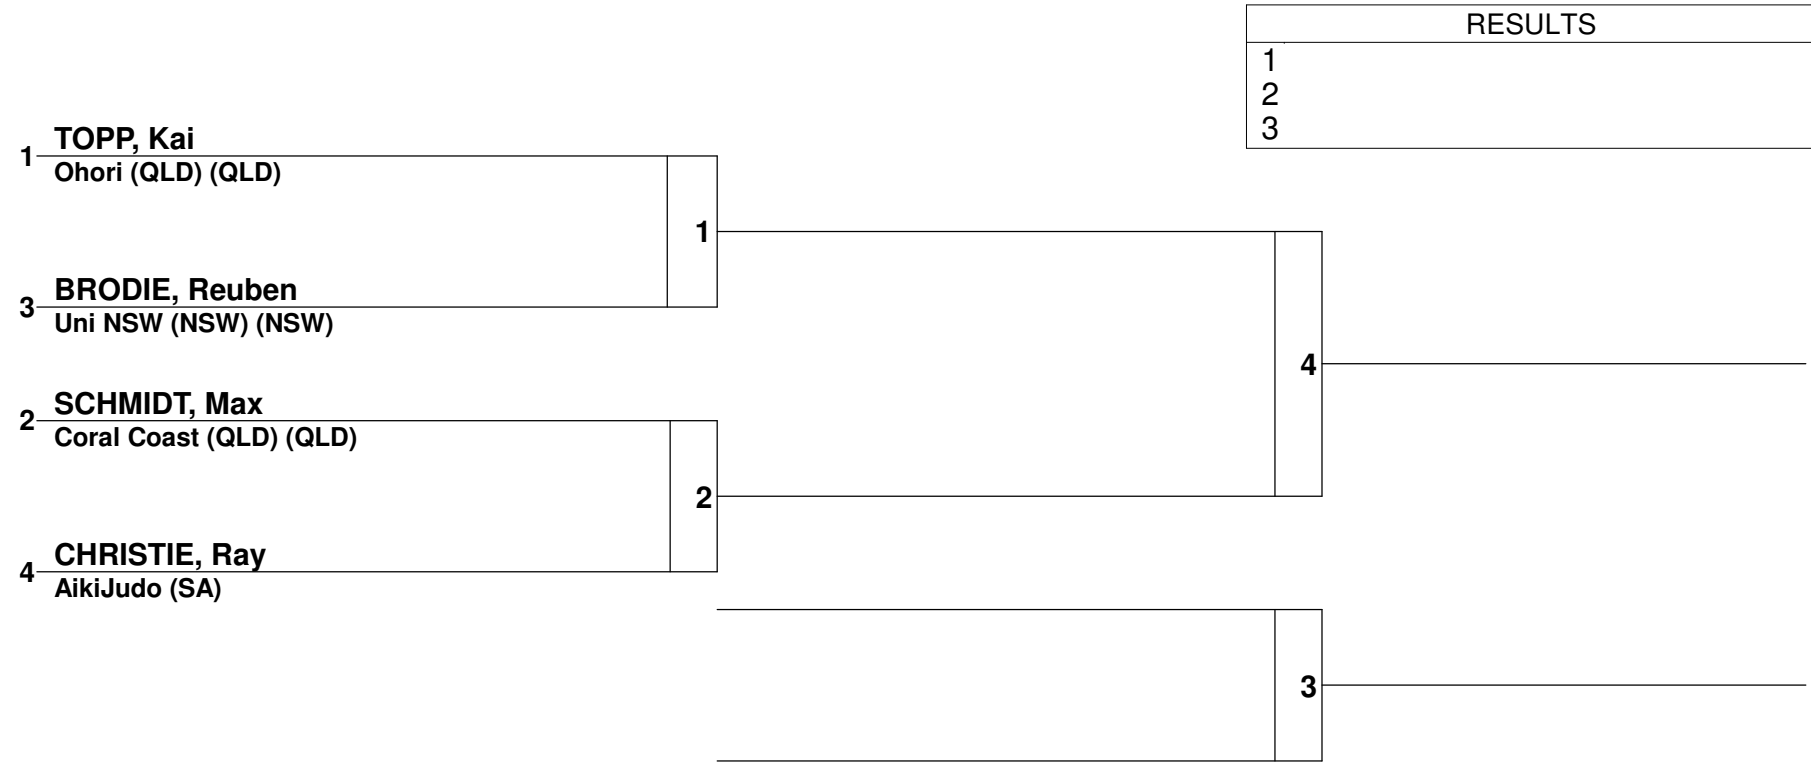 RESULTS
1
2
3
1 TOPP, Kai
Ohori (QLD) (QLD)
1
3 BRODIE, Reuben
Uni NSW (NSW) (NSW)
4
2 SCHMIDT, Max
Coral Coast (QLD) (QLD)
2
4 CHRISTIE, Ray
AikiJudo (SA)
3